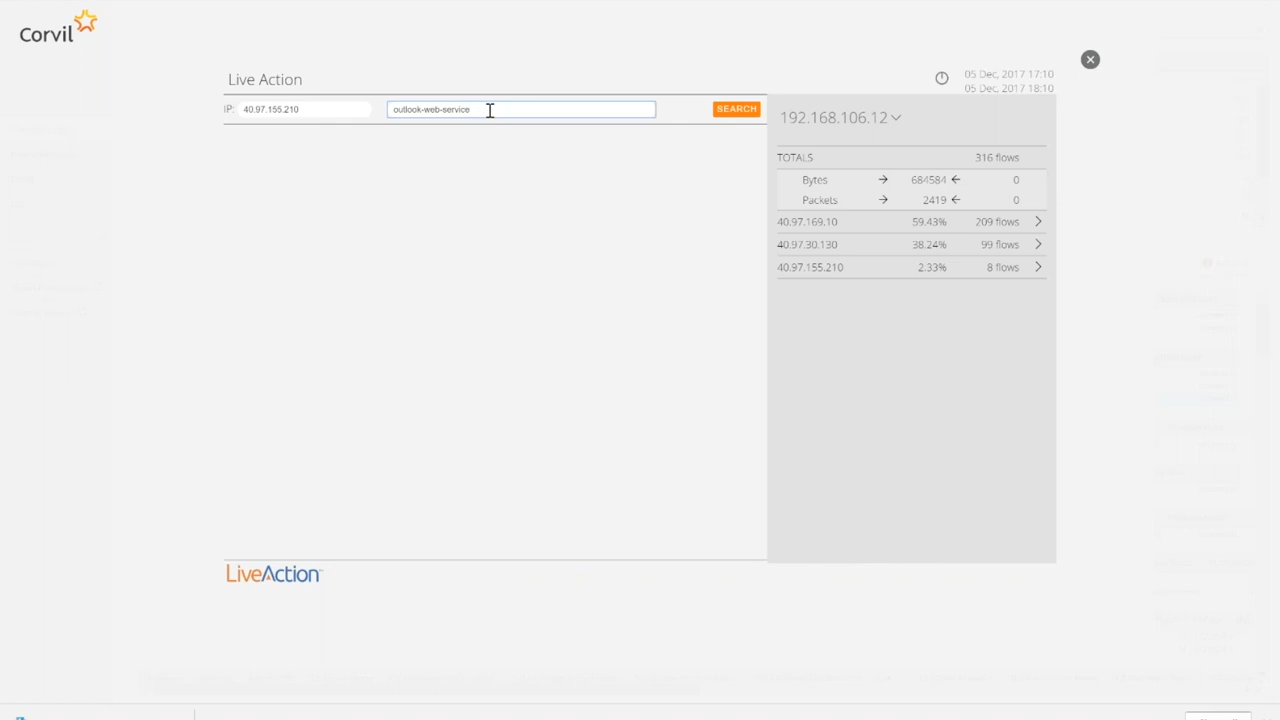 Corvil
Live Action
05 Dec, 2017 17:10
05 Dec, 2017 18:10
IP: 40.97.155.210 outlook-web-service SEARCH
192.168.106.12
TOTALS 316 flows
Bytes → 684584 ← 0
Packets → 2419 ← 0
40.97.169.10 59.43% 209 flows
40.97.30.130 38.24% 99 flows
40.97.155.210 2.33% 8 flows
LiveAction